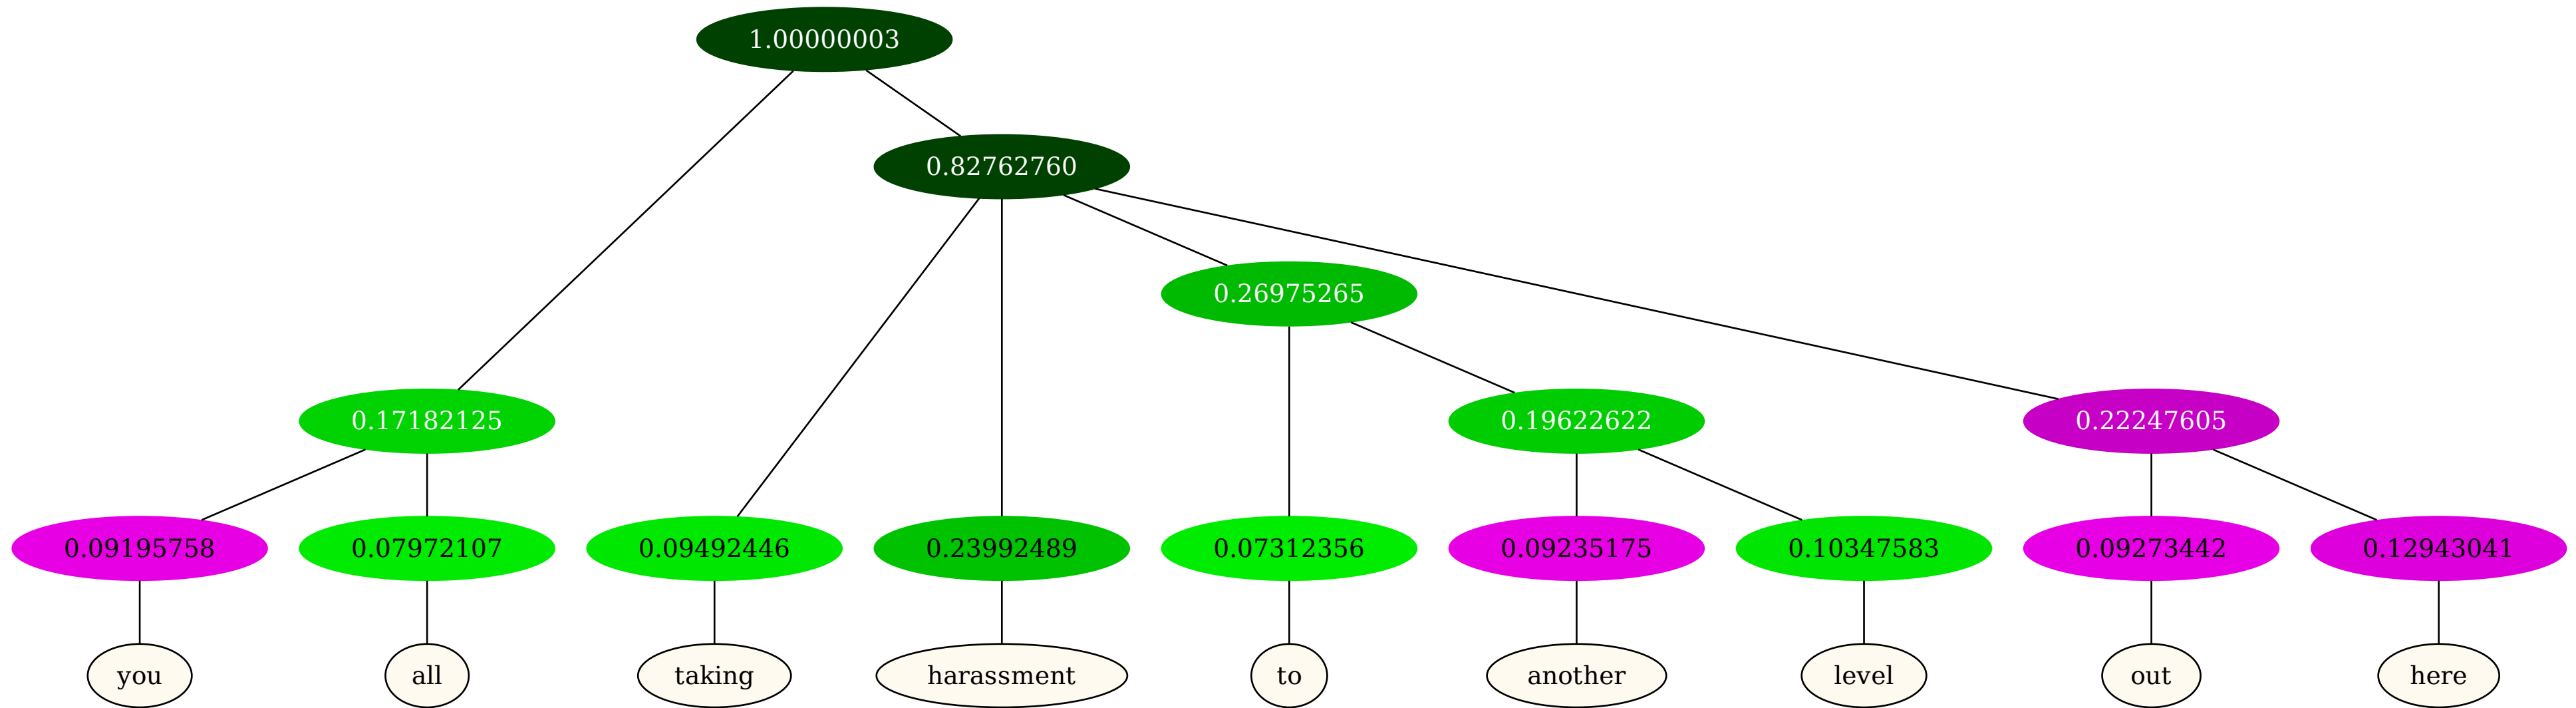 1.00000003
0.82762760
0.26975265
0.17182125 0.19622622 0.22247605
0.09195758 0.07972107 0.09492446 0.23992489 0.07312356 0.09235175 0.10347583 0.09273442 0.12943041
you all taking harassment to another level out here